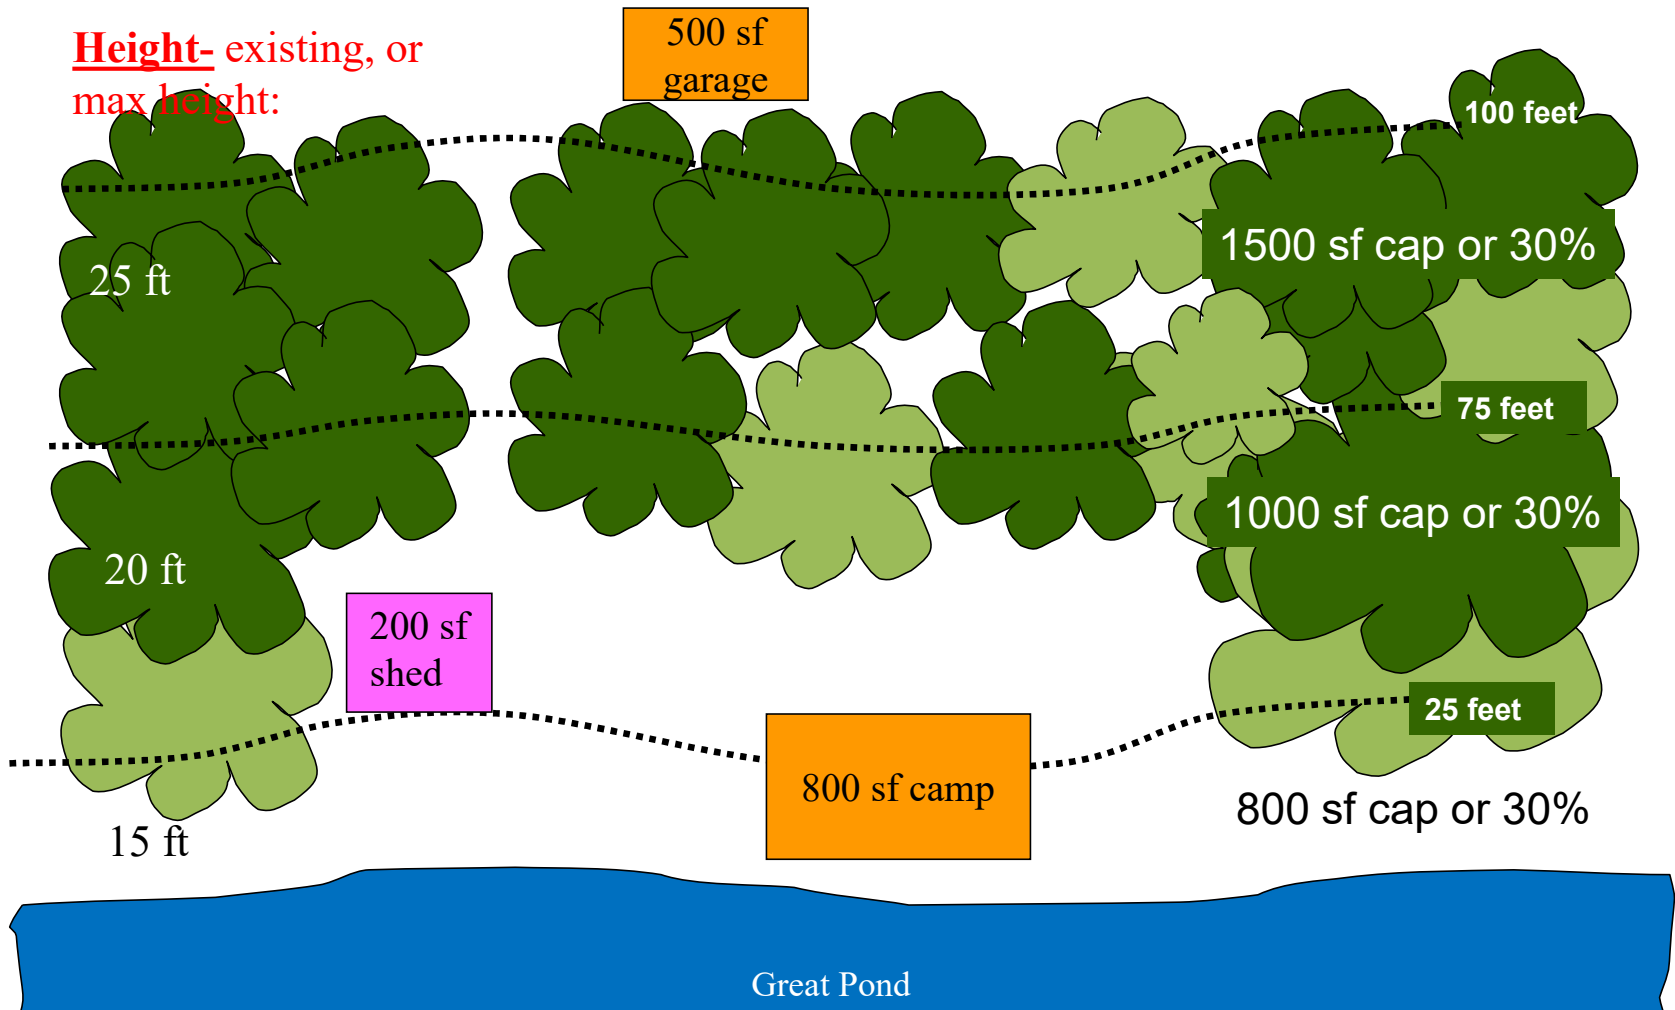 Height- existing, or
max height:
500 sf
garage
100 feet
1500 sf cap or 30%
25 ft
75 feet
1000 sf cap or 30%
20 ft
200 sf
shed
25 feet
800 sf camp
800 sf cap or 30%
15 ft
Great Pond